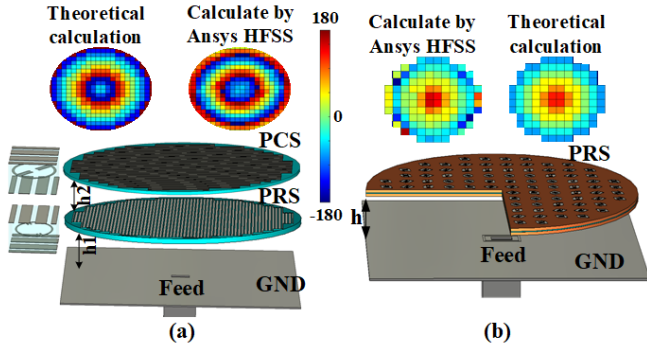 Theoretical
calculation
Calculate by
Ansys HFSS
180
0
-180
Calculate by
Ansys HFSS
Theoretical
calculation
PCS
h2
PRS
h1
GND
Feed
(a)
PRS
h
Feed
GND
(b)